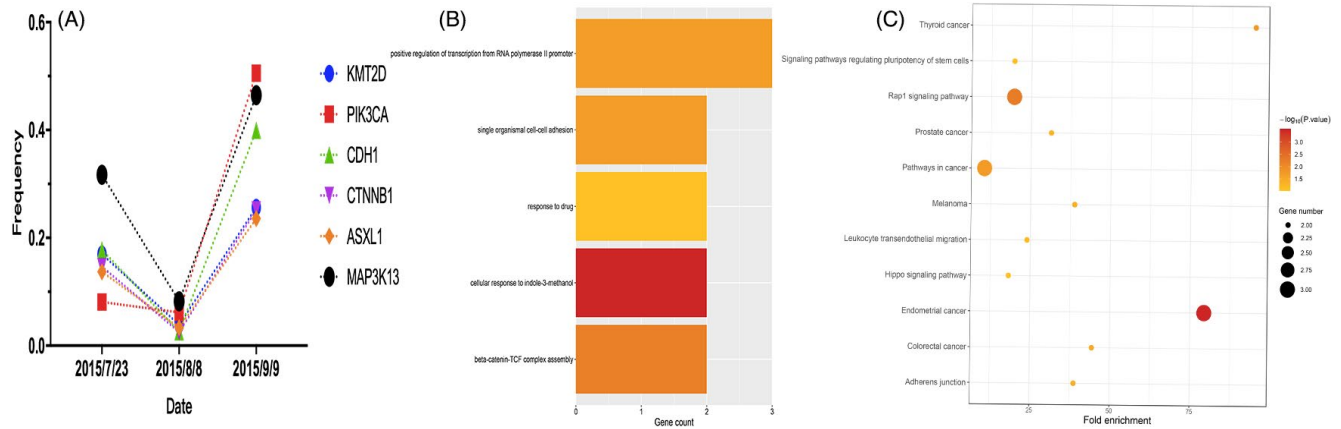 (A)
0.6
0.4
0.2
0.0
Frequency
2015/7/23 2015/8/8 2015/9/9
Date
KMT2D
PIK3CA
CDH1
CTNNB1
ASXL1
MAP3K13
(B)
positive regulation of transcription from RNA polymerase II promoter
single organismal cell-cell adhesion
response to drug
cellular response to indole-3-methanol
beta-catenin-TCF complex assembly
0 1 2 3
Gene count
(C)
Thyroid cancer
Signaling pathways regulating pluripotency of stem cells
Rap1 signaling pathway
Prostate cancer
Pathways in cancer
Melanoma
Leukocyte transendothelial migration
Hippo signaling pathway
Endometrial cancer
Colorectal cancer
Adherens junction
25 50 75
Fold enrichment
−log10(P.value)
3.0
2.5
2.0
1.5
Gene number
2.00
2.25
2.50
2.75
3.00